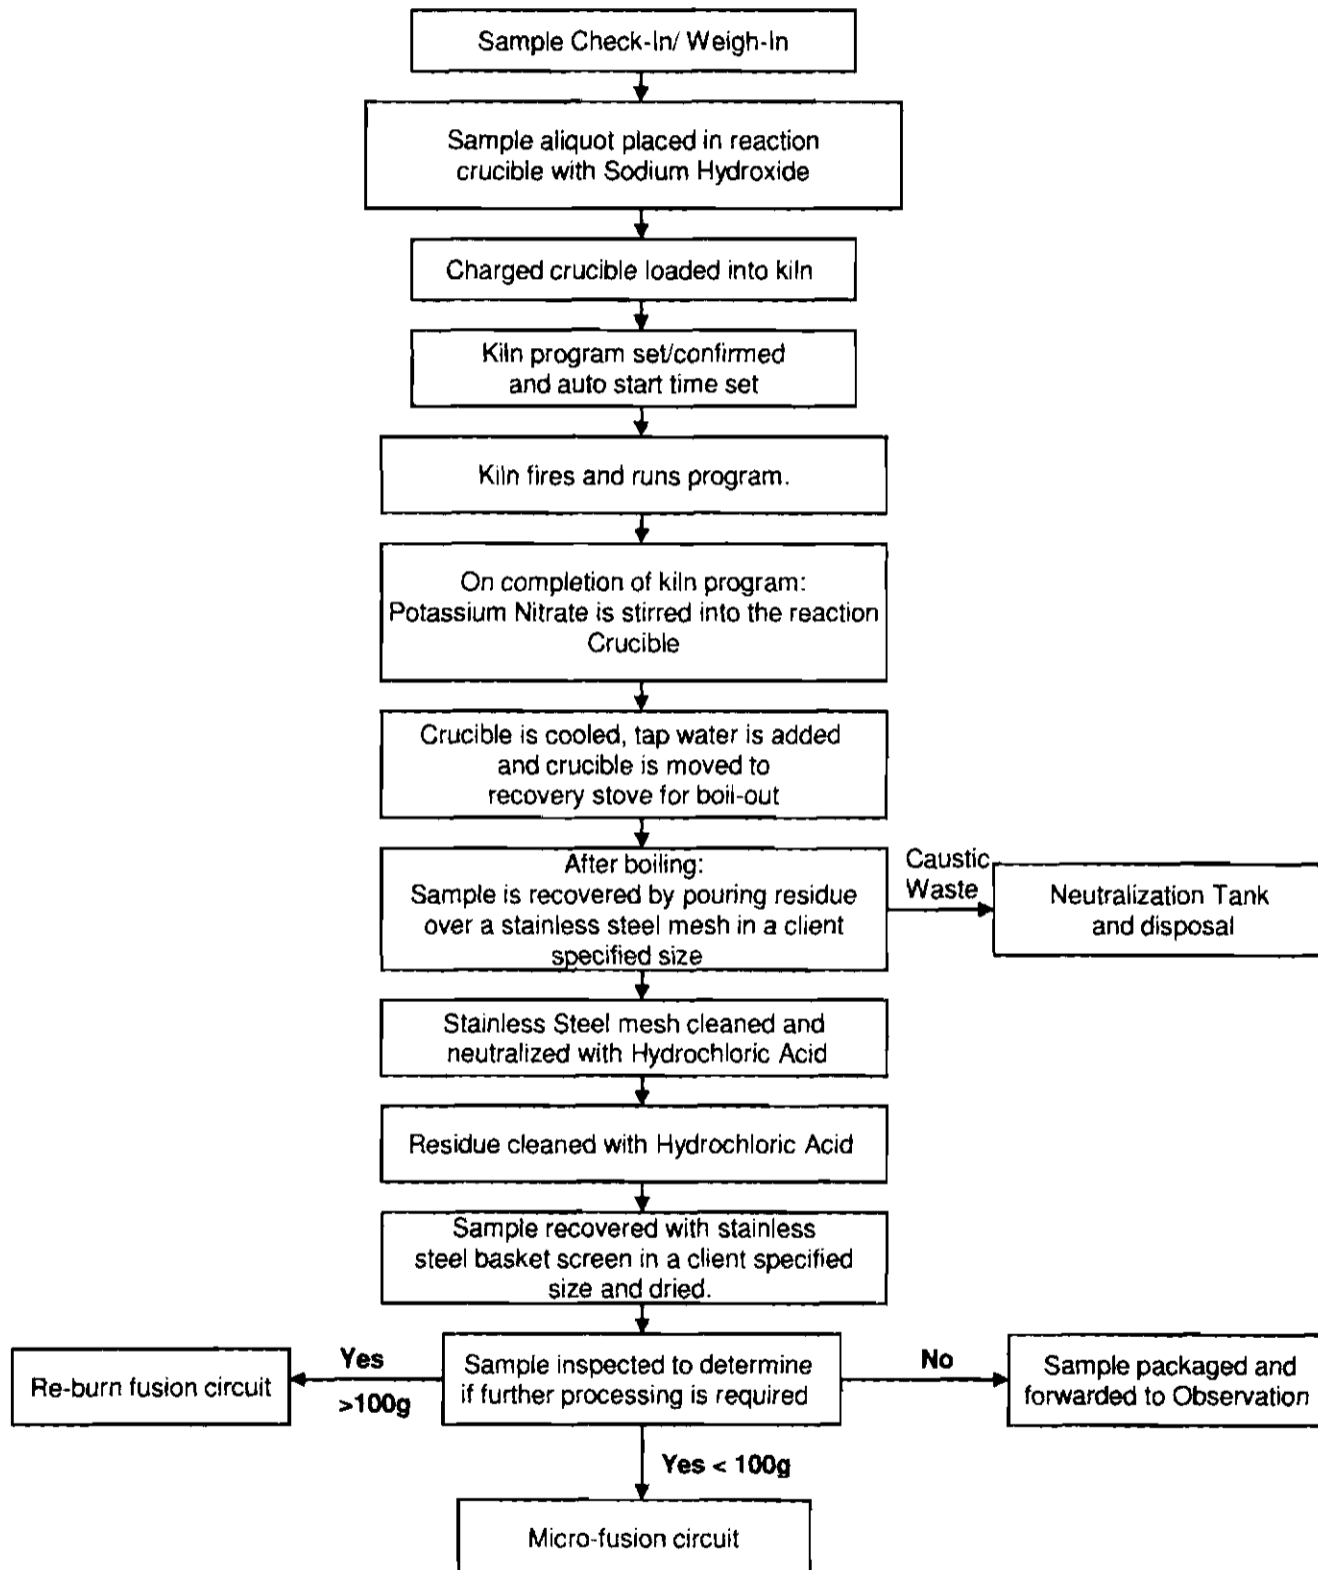 Sample Check-In/ Weigh-In
Sample aliquot placed in reaction
crucible with Sodium Hydroxide
Charged crucible loaded into kiln
Kiln program set/confirmed
and auto start time set
Kiln fires and runs program.
On completion of kiln program:
Potassium Nitrate is stirred into the reaction
Crucible
Crucible is cooled, tap water is added
and crucible is moved to
recovery stove for boil-out
After boiling:
Sample is recovered by pouring residue
over a stainless steel mesh in a client
specified size
Caustic
Waste
Neutralization Tank
and disposal
Stainless Steel mesh cleaned and
neutralized with Hydrochloric Acid
Residue cleaned with Hydrochloric Acid
Sample recovered with stainless
steel basket screen in a client specified
size and dried.
Re-burn fusion circuit
Yes
>100g
Sample inspected to determine
if further processing is required
No
Sample packaged and
forwarded to Observation
Yes < 100g
Micro-fusion circuit